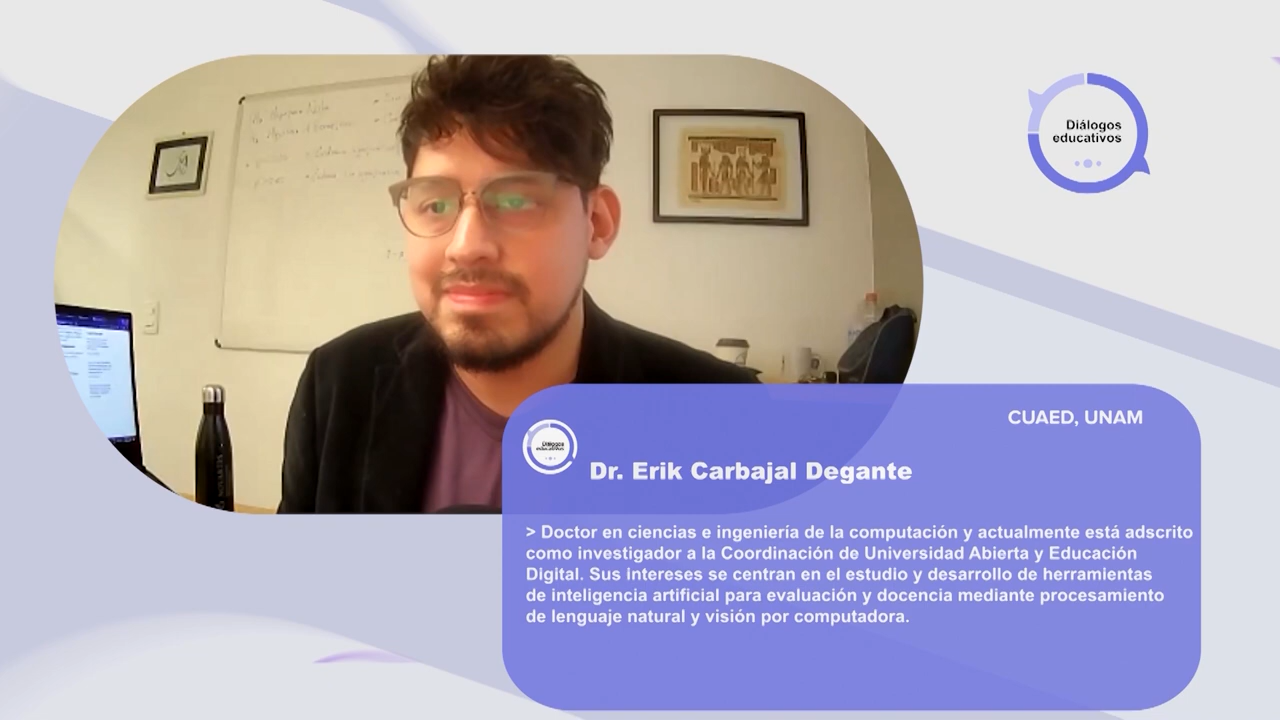 Diálogos
educativos
CUAED, UNAM
Diálogos
educativos
Dr. Erik Carbajal Degante
> Doctor en ciencias e ingeniería de la computación y actualmente está adscrito
como investigador a la Coordinación de Universidad Abierta y Educación
Digital. Sus intereses se centran en el estudio y desarrollo de herramientas
de inteligencia artificial para evaluación y docencia mediante procesamiento
de lenguaje natural y visión por computadora.